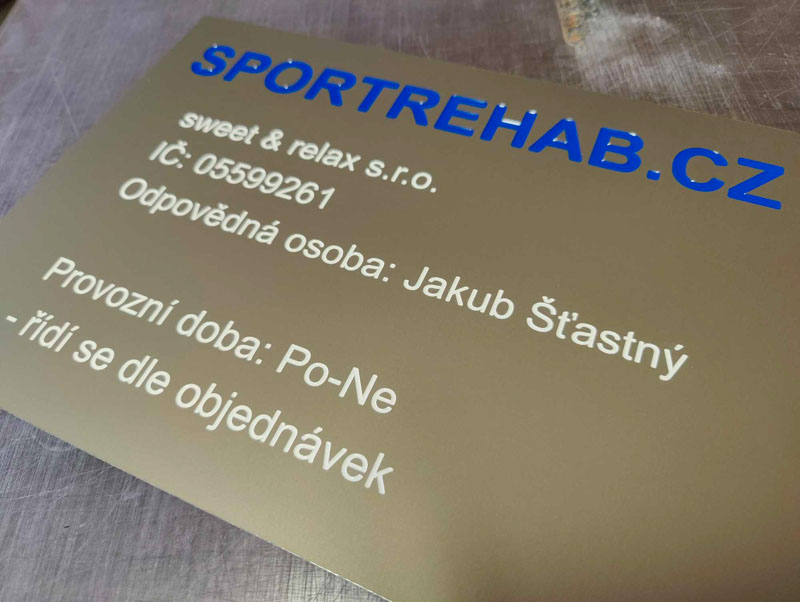 SPORTREHAB.CZ
sweet & relax s.r.o.
IČ: 05599261
Odpovědná osoba: Jakub Šťastný
Provozní doba: Po-Ne
- řídí se dle objednávek